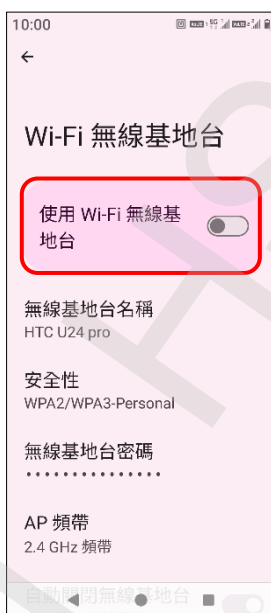 10:00
Wi-Fi 無線基地台
使用 Wi-Fi 無線基
地台
無線基地台名稱
HTC U24 pro
安全性
WPA2/WPA3-Personal
無線基地台密碼
•••••••••••••••
AP 頻帶
2.4 GHz 頻帶
自動關閉無線基地台